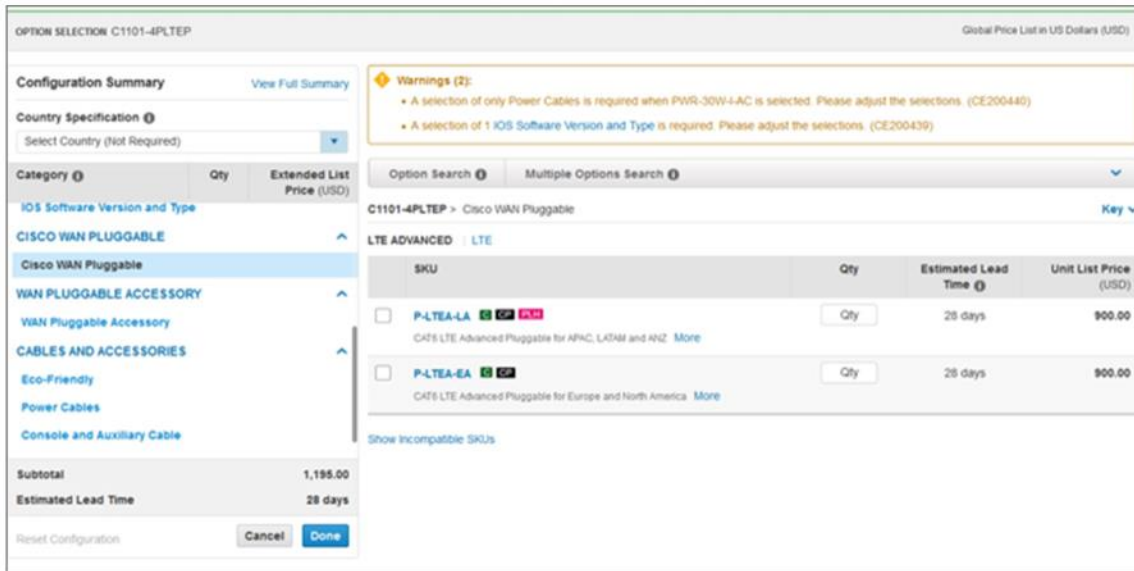 OPTION SELECTION C1101-4PLTEP
Global Price List in US Dollars (USD)
Configuration Summary
View Full Summary
Country Specification
Select Country (Not Required)
Category
Qty
Extended List Price (USD)
IOS Software Version and Type
CISCO WAN PLUGGABLE
Cisco WAN Pluggable
WAN PLUGGABLE ACCESSORY
WAN Pluggable Accessory
CABLES AND ACCESSORIES
Eco-Friendly
Power Cables
Console and Auxiliary Cable
Subtotal 1,195.00
Estimated Lead Time 28 days
Reset Configuration
Cancel
Done
Warnings (2):
• A selection of only Power Cables is required when PWR-30W-I-AC is selected. Please adjust the selections. (CE200440)
• A selection of 1 IOS Software Version and Type is required. Please adjust the selections. (CE200439)
Option Search
Multiple Options Search
C1101-4PLTEP > Cisco WAN Pluggable
Key
LTE ADVANCED | LTE
SKU
Qty
Estimated Lead Time
Unit List Price (USD)
P-LTEA-LA C CP PLH
Qty
28 days
900.00
CAT6 LTE Advanced Pluggable for APAC, LATAM and ANZ More
P-LTEA-EA C CP
Qty
28 days
900.00
CAT6 LTE Advanced Pluggable for Europe and North America More
Show Incompatible SKUs